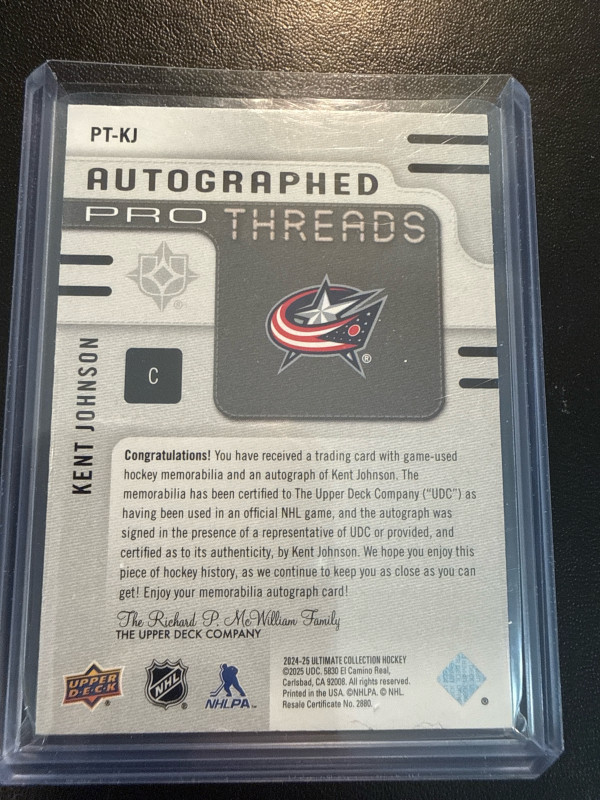 PT-KJ
AUTOGRAPHED
PRO THREADS
®
®
KENT JOHNSON
C
Congratulations! You have received a trading card with game-used
hockey memorabilia and an autograph of Kent Johnson. The
memorabilia has been certified to The Upper Deck Company ("UDC") as
having been used in an official NHL game, and the autograph was
signed in the presence of a representative of UDC or provided, and
certified as to its authenticity, by Kent Johnson. We hope you enjoy this
piece of hockey history, as we continue to keep you as close as you can
get! Enjoy your memorabilia autograph card!
The Richard P. McWilliam Family
THE UPPER DECK COMPANY
UPPER
DECK
NHL
NHLPA
2024-25 ULTIMATE COLLECTION HOCKEY
©2025 UDC. 5830 El Camino Real,
Carlsbad, CA 92008. All rights reserved.
Printed in the USA. ©NHLPA. © NHL.
Resale Certificate No. 2880.
®